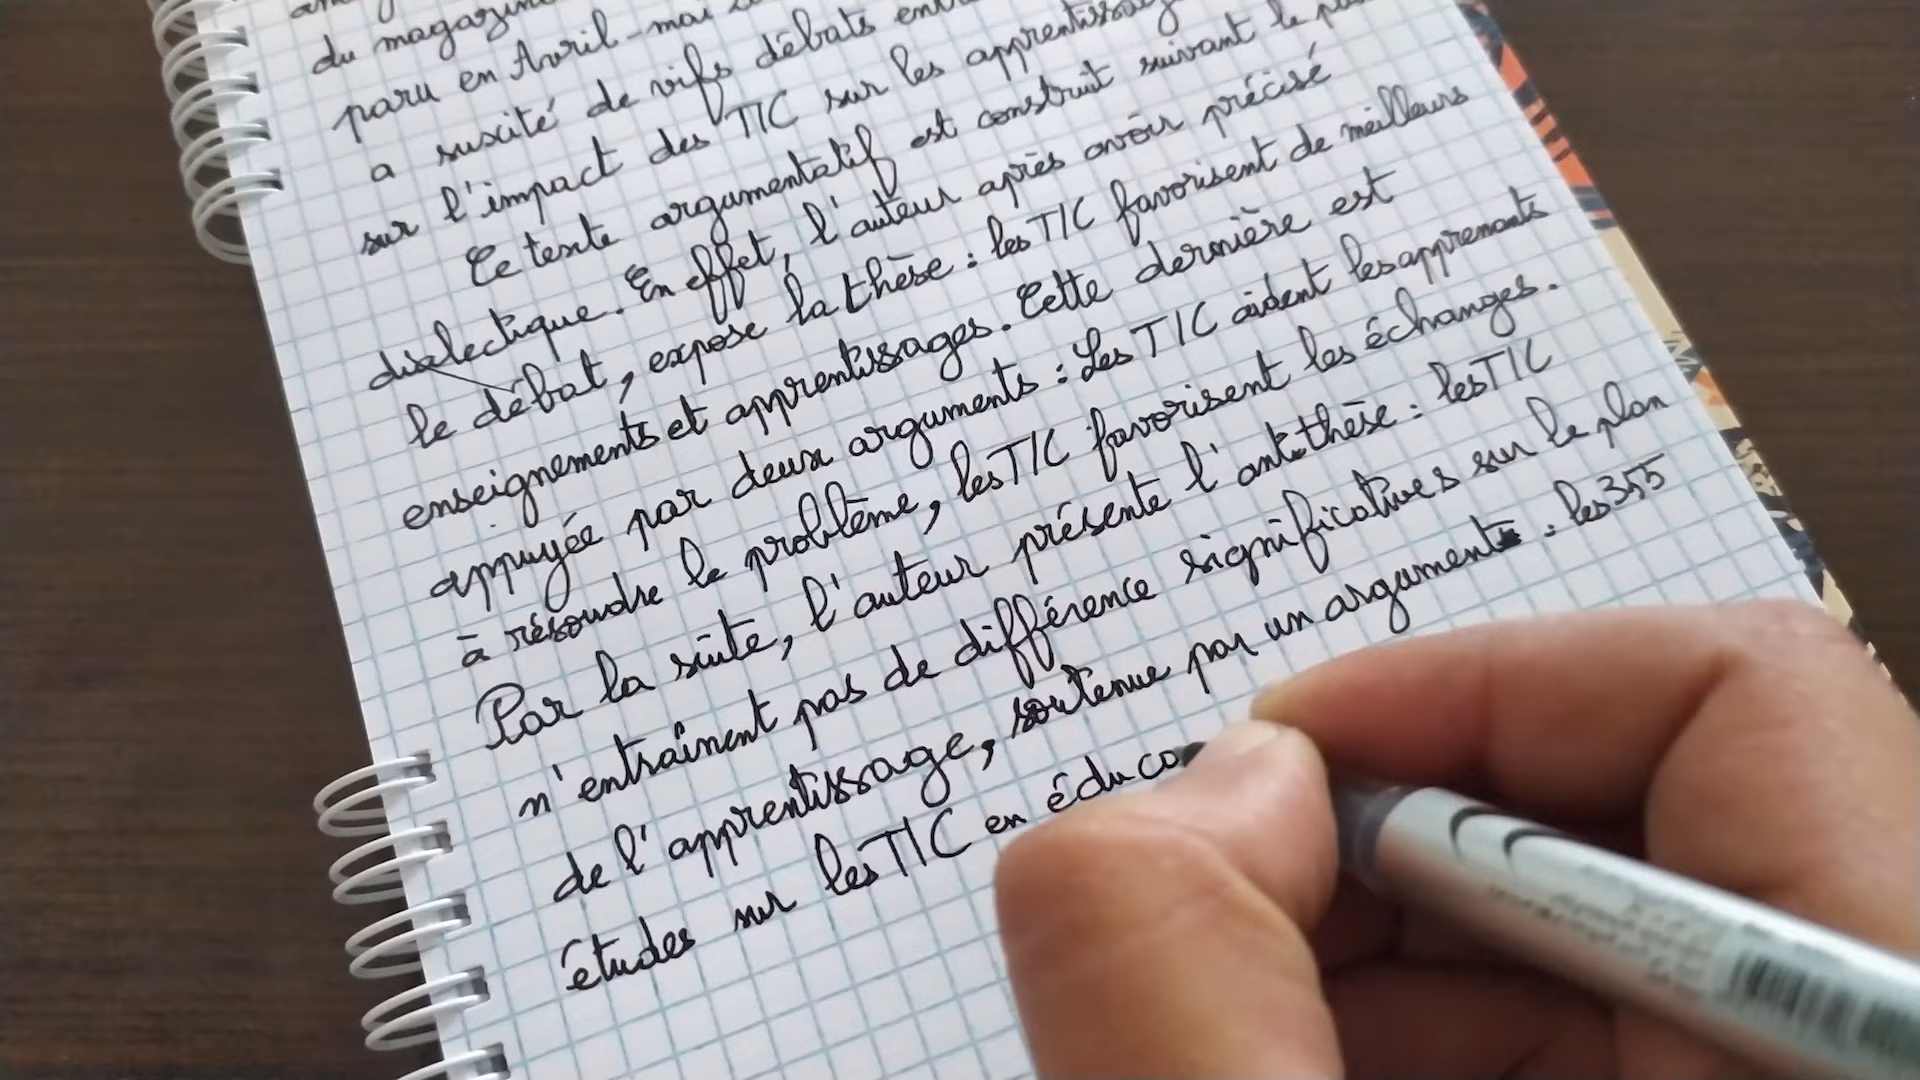 du magazine
paru en Avril-mai
a suscité de vifs débats
sur l'impact des TIC sur les apprentissag
Ce texte argumentatif est construit suivant le
dialectique. En effet, l'auteur après avoir précisé
le débat, expose la thèse : les TIC favorisent de meilleurs
enseignements et apprentissages. Cette dernière est
appuyée par deux arguments : Les TIC aident les apprenants
à résoudre le problème, les TIC favorisent les échanges.
Par la suite, l'auteur présente l'antithèse : les TIC
n'entraînent pas de différence significatives sur le plan
de l'apprentissage, soutenue par un argument : les 355
études sur les TIC en éduca